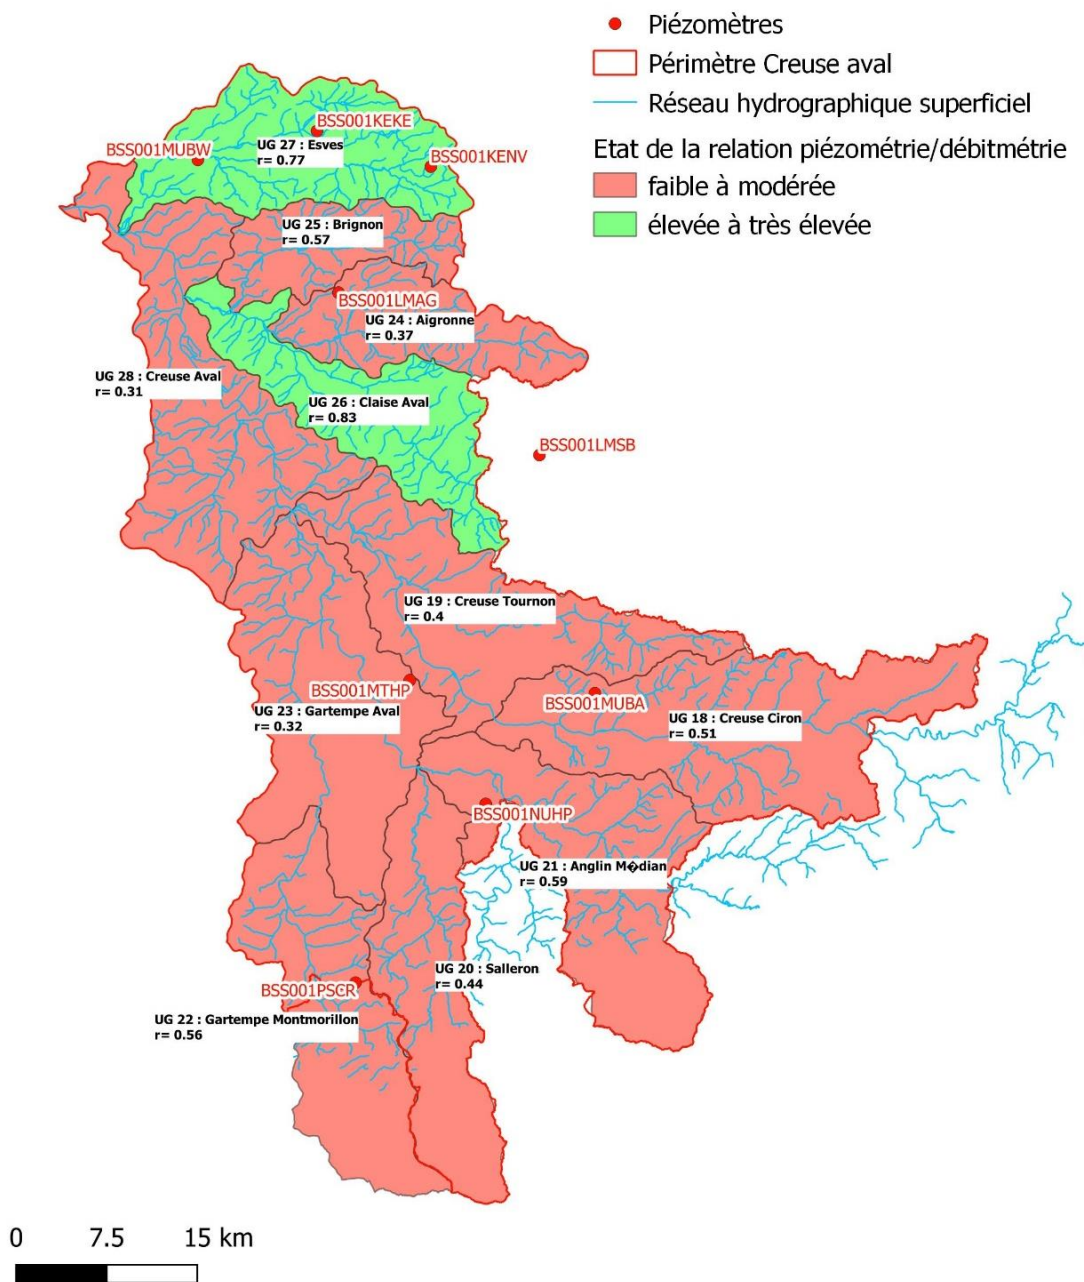 Piézomètres
Périmètre Creuse aval
Réseau hydrographique superficiel
Etat de la relation piézométrie/débitmétrie
faible à modérée
élevée à très élevée
BSS001KEKE
BSS001MUBW
UG 27 : Esves
r= 0.77
BSS001KENV
UG 25 : Brignon
r= 0.57
BSS001LMAG
UG 24 : Aigronne
r= 0.37
UG 28 : Creuse Aval
r= 0.31
UG 26 : Claise Aval
r= 0.83
BSS001LMSB
UG 19 : Creuse Tournon
r= 0.4
BSS001MTHP
BSS001MUBA
UG 23 : Gartempe Aval
r= 0.32
UG 18 : Creuse Ciron
r= 0.51
BSS001NUHP
UG 21 : Anglin M�dian
r= 0.59
UG 20 : Salleron
r= 0.44
BSS001PSCR
UG 22 : Gartempe Montmorillon
r= 0.56
0 7.5 15 km